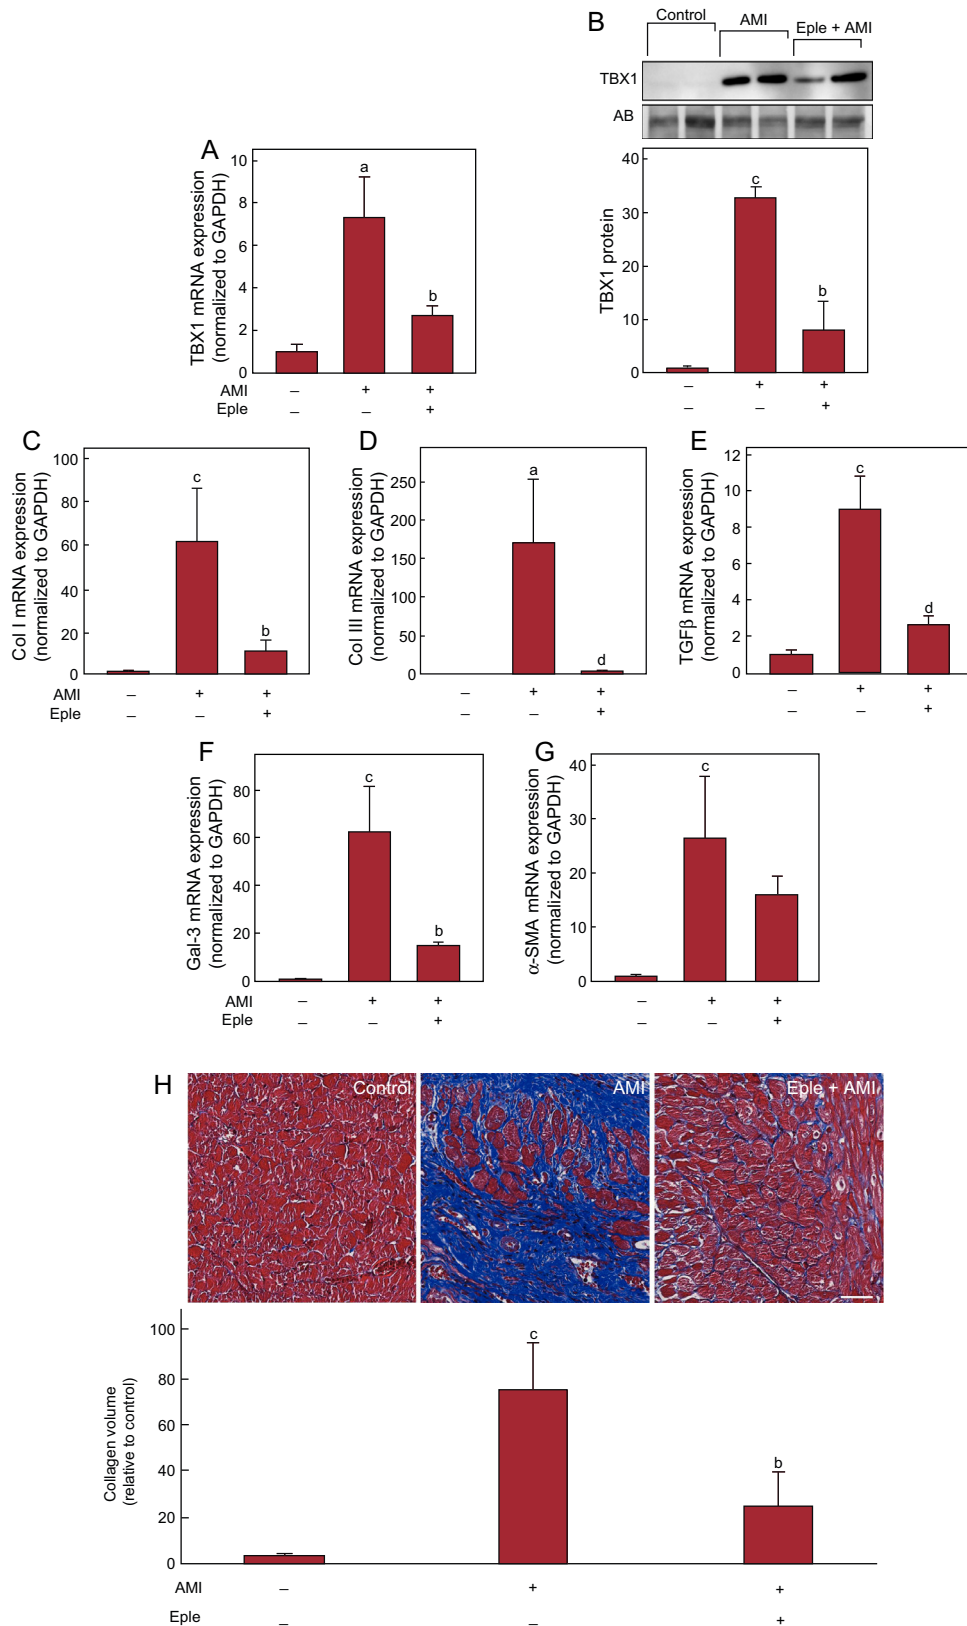 B
Control
AMI
Eple + AMI
TBX1
AB
A
TBX1 mRNA expression
(normalized to GAPDH)
10
8
6
4
2
0
a
b
AMI – + +
Eple – – +
TBX1 protein
40
30
20
10
0
c
b
– + +
– – +
C
Col I mRNA expression
(normalized to GAPDH)
100
80
60
40
20
0
c
b
AMI – + +
Eple – – +
D
Col III mRNA expression
(normalized to GAPDH)
250
200
150
100
50
0
a
d
– + +
– – +
E
TGFβ mRNA expression
(normalized to GAPDH)
12
10
8
6
4
2
0
c
d
– + +
– – +
F
Gal-3 mRNA expression
(normalized to GAPDH)
80
60
40
20
0
c
b
AMI – + +
Eple – – +
G
α-SMA mRNA expression
(normalized to GAPDH)
40
30
20
10
0
c
– + +
– – +
H
Control
AMI
Eple + AMI
Collagen volume
(relative to control)
100
80
60
40
20
0
c
b
AMI – + +
Eple – – +